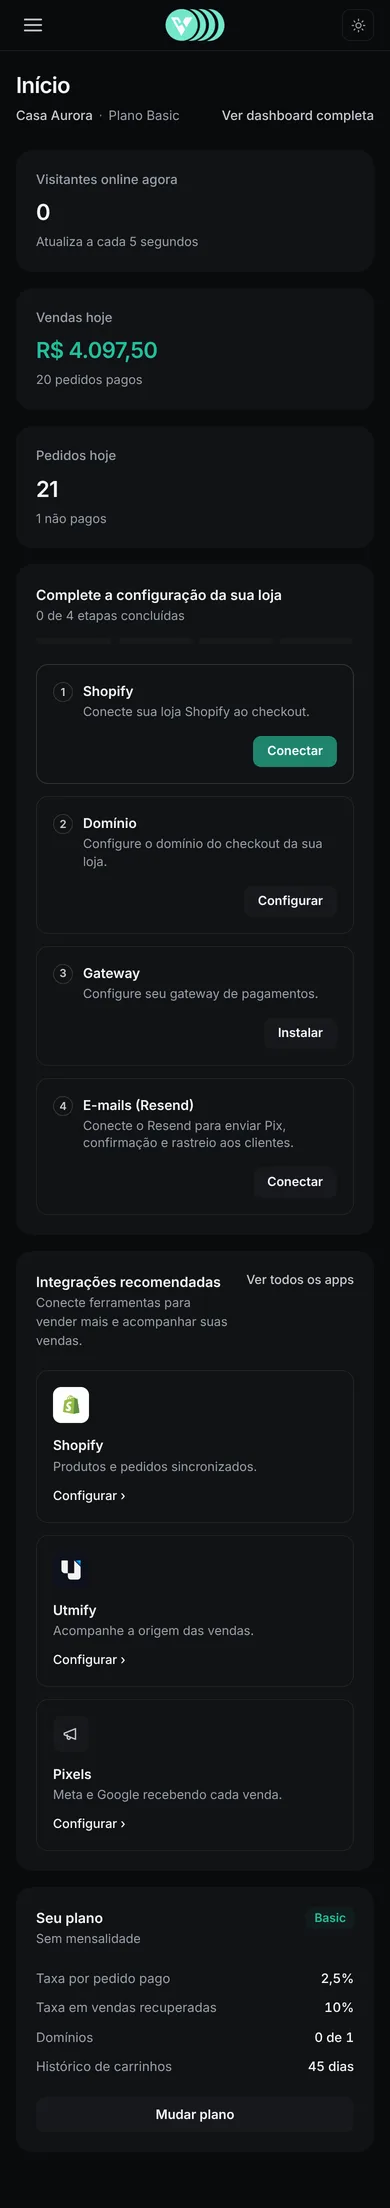 Início
Casa Aurora · Plano Basic
Ver dashboard completa
Visitantes online agora
0
Atualiza a cada 5 segundos
Vendas hoje
R$ 4.097,50
20 pedidos pagos
Pedidos hoje
21
1 não pagos
Complete a configuração da sua loja
0 de 4 etapas concluídas
1 Shopify
Conecte sua loja Shopify ao checkout.
Conectar
2 Domínio
Configure o domínio do checkout da sua
loja.
Configurar
3 Gateway
Configure seu gateway de pagamentos.
Instalar
4 E-mails (Resend)
Conecte o Resend para enviar Pix,
confirmação e rastreio aos clientes.
Conectar
Integrações recomendadas
Ver todos os apps
Conecte ferramentas para
vender mais e acompanhar suas
vendas.
Shopify
Produtos e pedidos sincronizados.
Configurar ›
Utmify
Acompanhe a origem das vendas.
Configurar ›
Pixels
Meta e Google recebendo cada venda.
Configurar ›
Seu plano
Basic
Sem mensalidade
Taxa por pedido pago 2,5%
Taxa em vendas recuperadas 10%
Domínios 0 de 1
Histórico de carrinhos 45 dias
Mudar plano